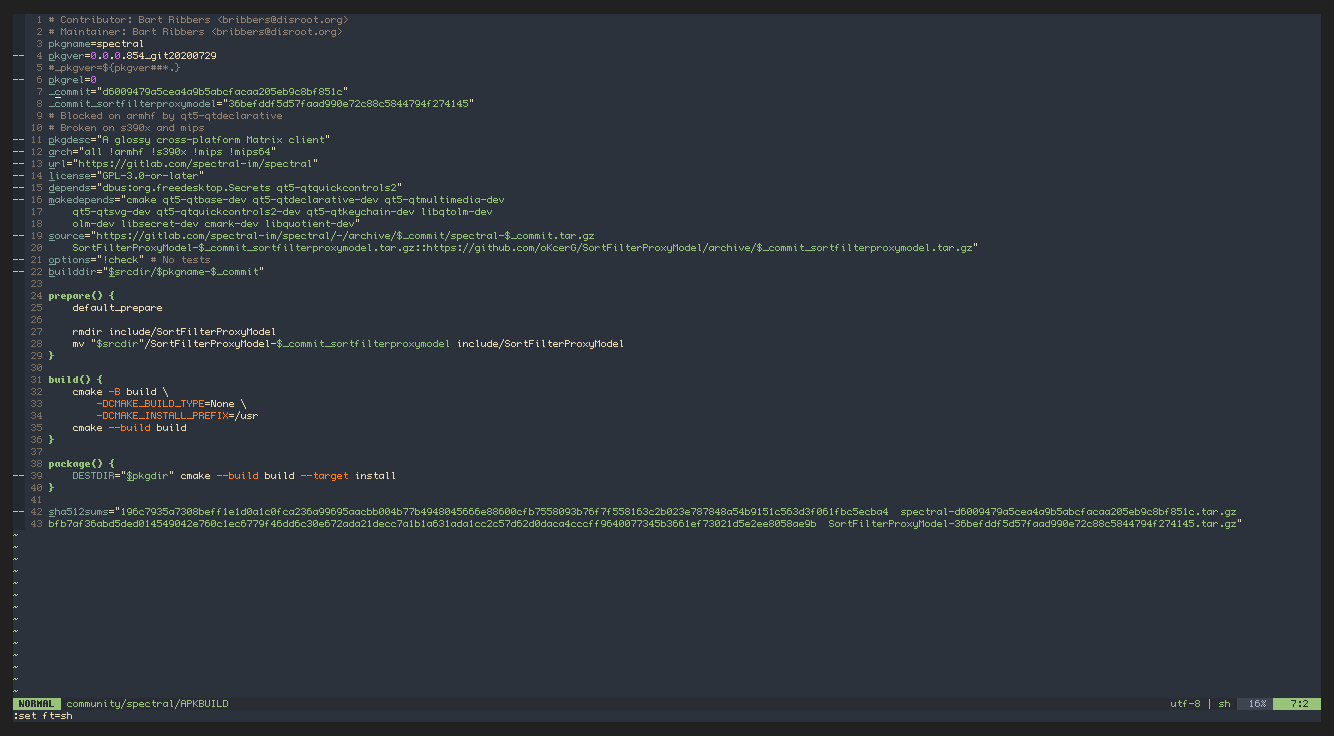 1 # Contributor: Bart Ribbers <bribbers@disroot.org>
2 # Maintainer: Bart Ribbers <bribbers@disroot.org>
3 pkgname=spectral
-- 4 pkgver=0.0.0.854_git20200729
5 #_pkgver=${pkgver##*.}
-- 6 pkgrel=0
7 _commit="d6009479a5cea4a9b5abcfacaa205eb9c8bf851c"
8 _commit_sortfilterproxymodel="36befddf5d57faad990e72c88c5844794f274145"
9 # Blocked on armhf by qt5-qtdeclarative
10 # Broken on s390x and mips
-- 11 pkgdesc="A glossy cross-platform Matrix client"
-- 12 arch="all !armhf !s390x !mips !mips64"
-- 13 url="https://gitlab.com/spectral-im/spectral"
-- 14 license="GPL-3.0-or-later"
-- 15 depends="dbus:org.freedesktop.Secrets qt5-qtquickcontrols2"
-- 16 makedepends="cmake qt5-qtbase-dev qt5-qtdeclarative-dev qt5-qtmultimedia-dev
17 qt5-qtsvg-dev qt5-qtquickcontrols2-dev qt5-qtkeychain-dev libqtolm-dev
18 olm-dev libsecret-dev cmark-dev libquotient-dev"
-- 19 source="https://gitlab.com/spectral-im/spectral/-/archive/$_commit/spectral-$_commit.tar.gz
20 SortFilterProxyModel-$_commit_sortfilterproxymodel.tar.gz::https://github.com/oKcerG/SortFilterProxyModel/archive/$_commit_sortfilterproxymodel.tar.gz"
-- 21 options="!check" # No tests
-- 22 builddir="$srcdir/$pkgname-$_commit"
23
24 prepare() {
25 default_prepare
26
27 rmdir include/SortFilterProxyModel
28 mv "$srcdir"/SortFilterProxyModel-$_commit_sortfilterproxymodel include/SortFilterProxyModel
29 }
30
31 build() {
32 cmake -B build \
33 -DCMAKE_BUILD_TYPE=None \
34 -DCMAKE_INSTALL_PREFIX=/usr
35 cmake --build build
36 }
37
38 package() {
-- 39 DESTDIR="$pkgdir" cmake --build build --target install
40 }
41
-- 42 sha512sums="196c7935a7308beff1e1d0a1c0fca236a99695aacbb004b77b4948045666e88600cfb7558093b76f7f558163c2b023e787848a54b9151c563d3f061fbc5ecba4 spectral-d6009479a5cea4a9b5abcfacaa205eb9c8bf851c.tar.gz
43 bfb7af36abd5ded014549042e760c1ec6779f46dd6c30e672ada21decc7a1b1a631ada1cc2c57d62d0daca4cccff9640077345b3661ef73021d5e2ee8058ae9b SortFilterProxyModel-36befddf5d57faad990e72c88c5844794f274145.tar.gz"
~
~
~
~
~
~
~
~
~
~
~
~
~
~
NORMAL community/spectral/APKBUILD utf-8 | sh 16% 7:2
:set ft=sh